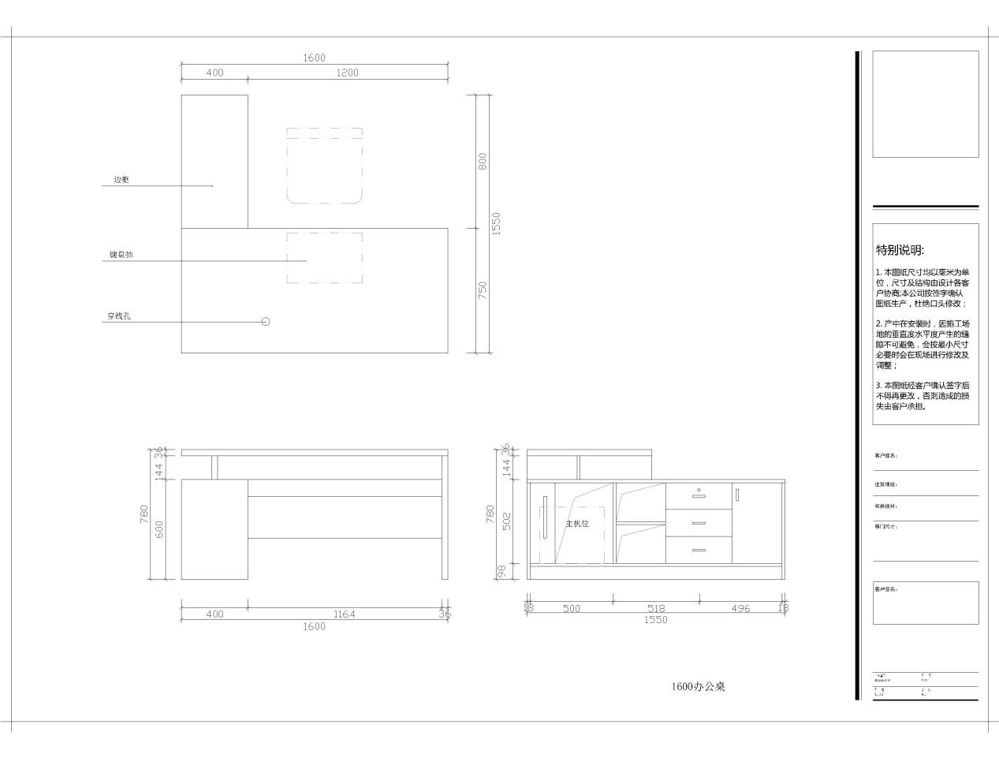 1600
400
1200
800
1550
750
边柜
键盘抽
穿线孔
36
144
780
600
400
1164
36
1600
36
144
780
502
98
主机位
18
500
518
496
18
1550
1600办公桌
特别说明:
1. 本图纸尺寸均以毫米为单
位，尺寸及结构由设计各客
户协商;本公司按签字确认
图纸生产，杜绝口头修改；
2. 产中在安装时，因施工场
地的垂直度水平度产生的缝
隙不可避免，会按最小尺寸
必要时会在现场进行修改及
调整；
3. 本图纸经客户确认签字后
不得再更改，否则造成的损
失由客户承担。
客户姓名：
送货地址：
柜体板材：
移门尺寸：
客户签名：